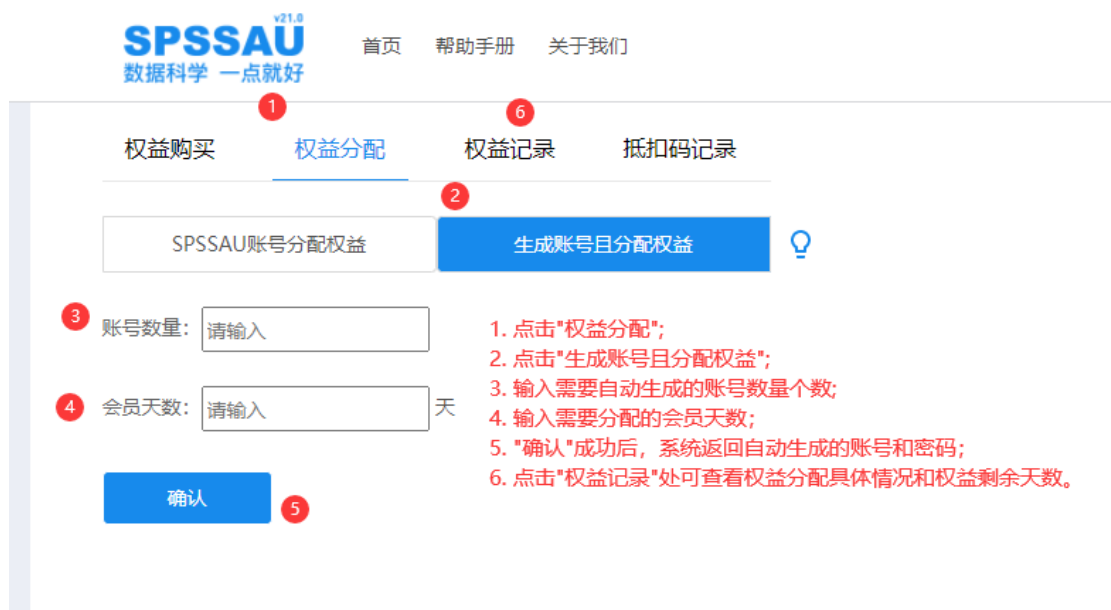 v21.0
SPSSAU
数据科学 一点就好
首页 帮助手册 关于我们
1 6
权益购买 权益分配 权益记录 抵扣码记录
2
SPSSAU账号分配权益 生成账号且分配权益
3 账号数量: 请输入
4 会员天数: 请输入 天
确认 5
1. 点击"权益分配";
2. 点击"生成账号且分配权益";
3. 输入需要自动生成的账号数量个数;
4. 输入需要分配的会员天数;
5. "确认"成功后，系统返回自动生成的账号和密码;
6. 点击"权益记录"处可查看权益分配具体情况和权益剩余天数。